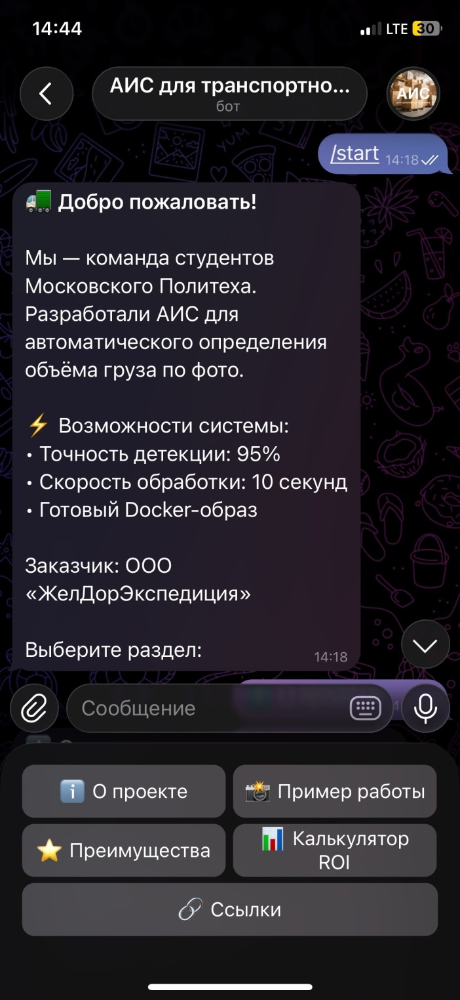 14:44
LTE 30
АИС для транспортно...
бот
АИС
/start 14:18
Добро пожаловать!
Мы — команда студентов
Московского Политеха.
Разработали АИС для
автоматического определения
объёма груза по фото.
Возможности системы:
• Точность детекции: 95%
• Скорость обработки: 10 секунд
• Готовый Docker-образ
Заказчик: ООО
«ЖелДорЭкспедиция»
Выберите раздел:
14:18
Сообщение
О проекте
Пример работы
Преимущества
Калькулятор
ROI
Ссылки